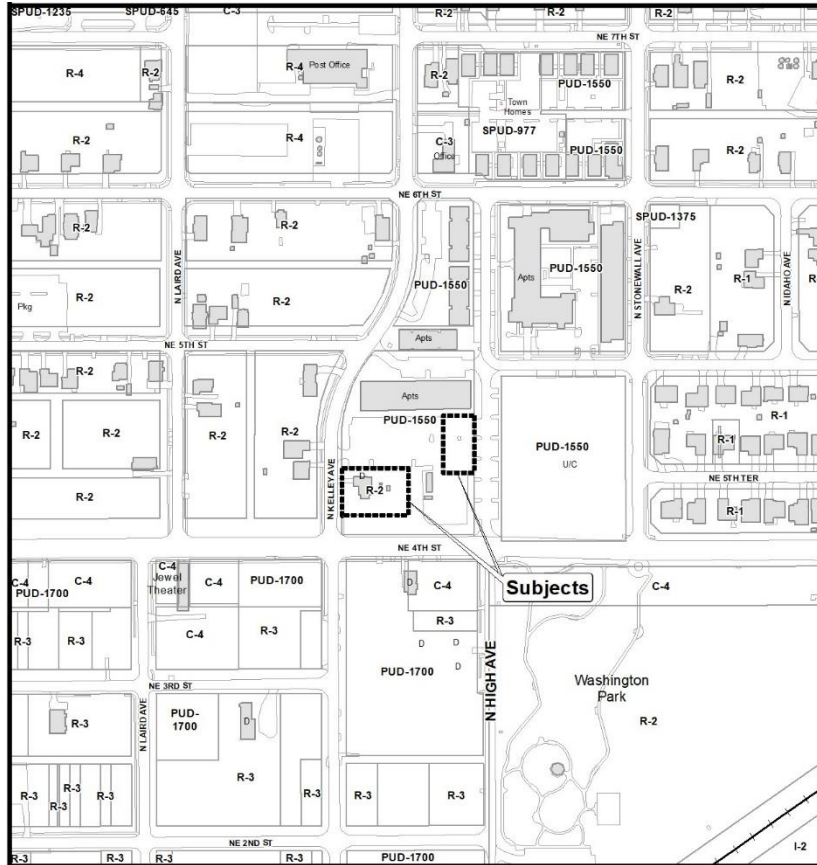 SPUD-1235
SPUD-645
C-3
R-2
R-2
R-2
NE 7TH ST
R-4
R-2
R-4
Post Office
R-2
PUD-1550
R-2
Town
Homes
R-2
R-4
C-3
Office
SPUD-977
PUD-1550
R-2
NE 6TH ST
R-2
R-2
SPUD-1375
N LAIRD AVE
PUD-1550
Apts
PUD-1550
N STONEWALL AVE
R-2
R-1
N IDAHO AVE
Pkg
R-2
R-2
NE 5TH ST
Apts
R-2
Apts
R-2
R-2
R-2
R-2
PUD-1550
PUD-1550
U/C
R-1
R-1
R-2
N KELLEY AVE
D
R-2
NE 5TH TER
R-1
NE 4TH ST
Subjects
C-4
C-4
PUD-1700
C-4
Jewel
Theater
C-4
PUD-1700
D
C-4
C-4
R-3
R-3
R-3
R-3
C-4
R-3
D
D
D
D
PUD-1700
N HIGH AVE
Washington
Park
R-2
NE 3RD ST
N LAIRD AVE
R-3
PUD-
1700
D
R-3
R-3
R-3
R-3
R-3
R-3
R-3
R-3
R-3
NE 2ND ST
R-3
R-3
R-3
PUD-1700
I-2